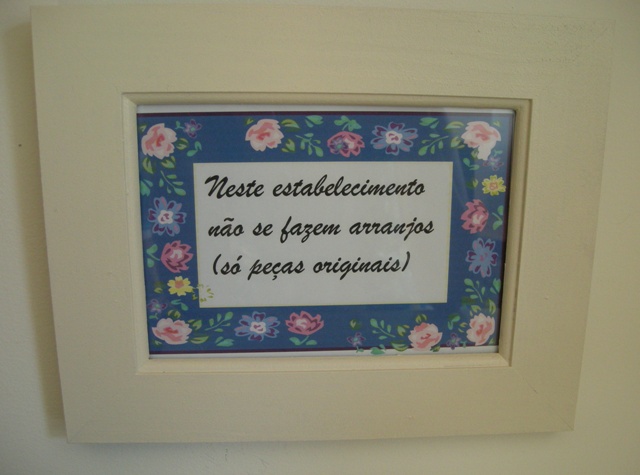 Neste estabelecimento
não se fazem arranjos
(só peças originais)